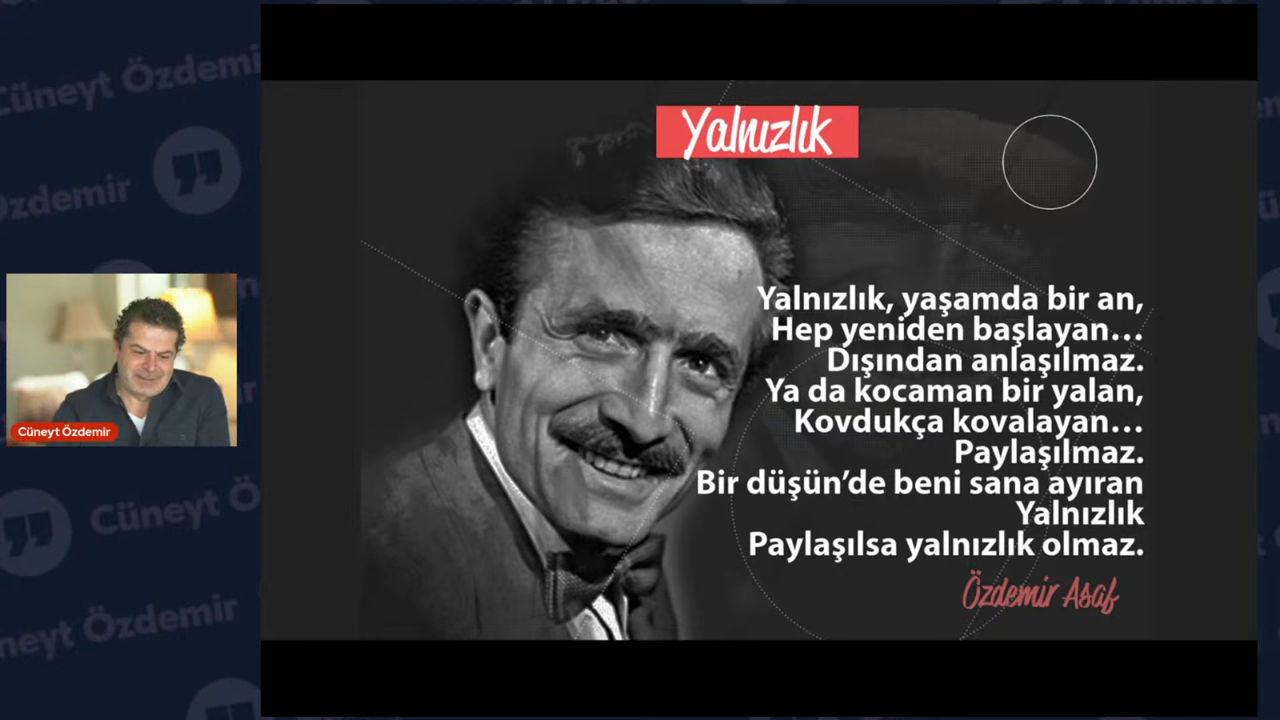 Cüneyt Özdemi
Özdemir
Cüneyt Özdemir
Cüneyt Ö
neyt Özdemir
Yalnızlık
Yalnızlık, yaşamda bir an,
Hep yeniden başlayan…
Dışından anlaşılmaz.
Ya da kocaman bir yalan,
Kovdukça kovalayan…
Paylaşılmaz.
Bir düşün’de beni sana ayıran
Yalnızlık
Paylaşılsa yalnızlık olmaz.
Özdemir Asaf